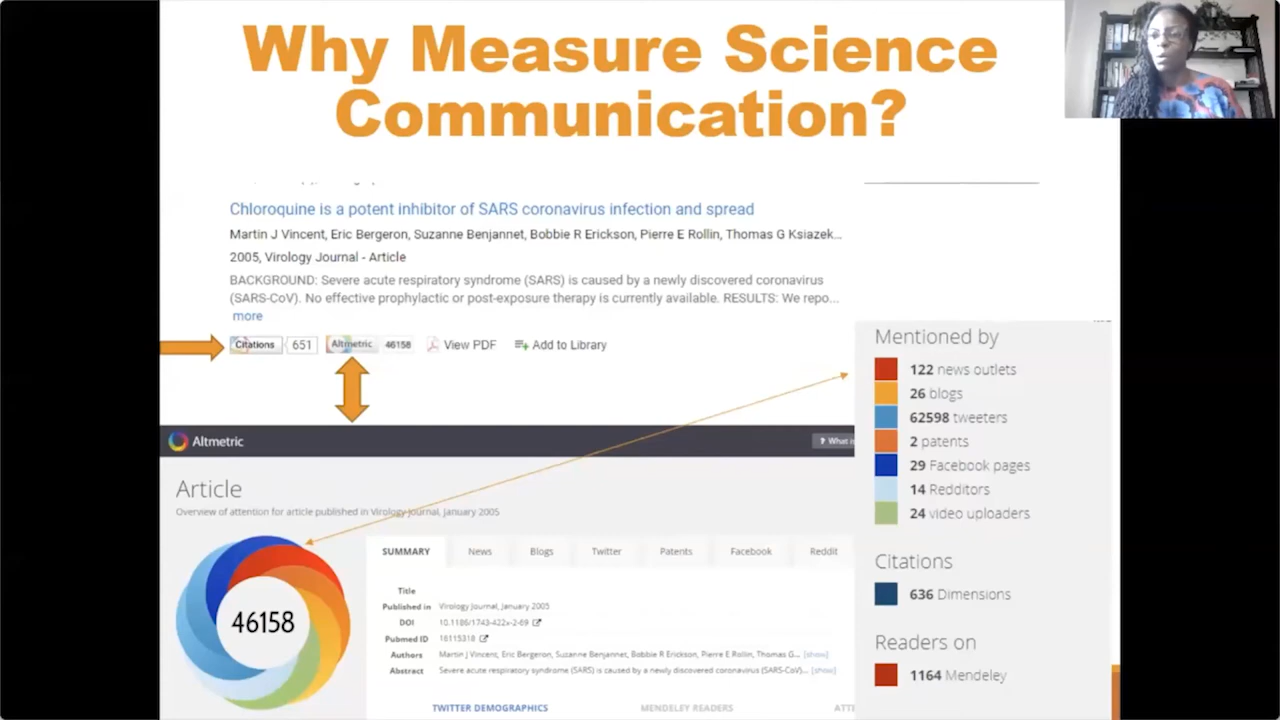 Why Measure Science
Communication?
Chloroquine is a potent inhibitor of SARS coronavirus infection and spread
Martin J Vincent, Eric Bergeron, Suzanne Benjannet, Bobbie R Erickson, Pierre E Rollin, Thomas G Ksiazek...
2005, Virology Journal - Article
BACKGROUND: Severe acute respiratory syndrome (SARS) is caused by a newly discovered coronavirus
(SARS-CoV). No effective prophylactic or post-exposure therapy is currently available. RESULTS: We repo...
more
Citations 651 Altmetric 46158 View PDF Add to Library
Altmetric
? What is
Article
Overview of attention for article published in Virology Journal, January 2005
46158
SUMMARY News Blogs Twitter Patents Facebook Reddit
Title
Published in Virology Journal, January 2005
DOI 10.1186/1743-422x-2-69
Pubmed ID 16115318
Authors Martin J Vincent, Eric Bergeron, Suzanne Benjannet, Bobbie R Erickson, Pierre E Rollin, Thomas G... [show]
Abstract Severe acute respiratory syndrome (SARS) is caused by a newly discovered coronavirus (SARS-CoV)... [show]
TWITTER DEMOGRAPHICS MENDELEY READERS ATTE
Mentioned by
122 news outlets
26 blogs
62598 tweeters
2 patents
29 Facebook pages
14 Redditors
24 video uploaders
Citations
636 Dimensions
Readers on
1164 Mendeley